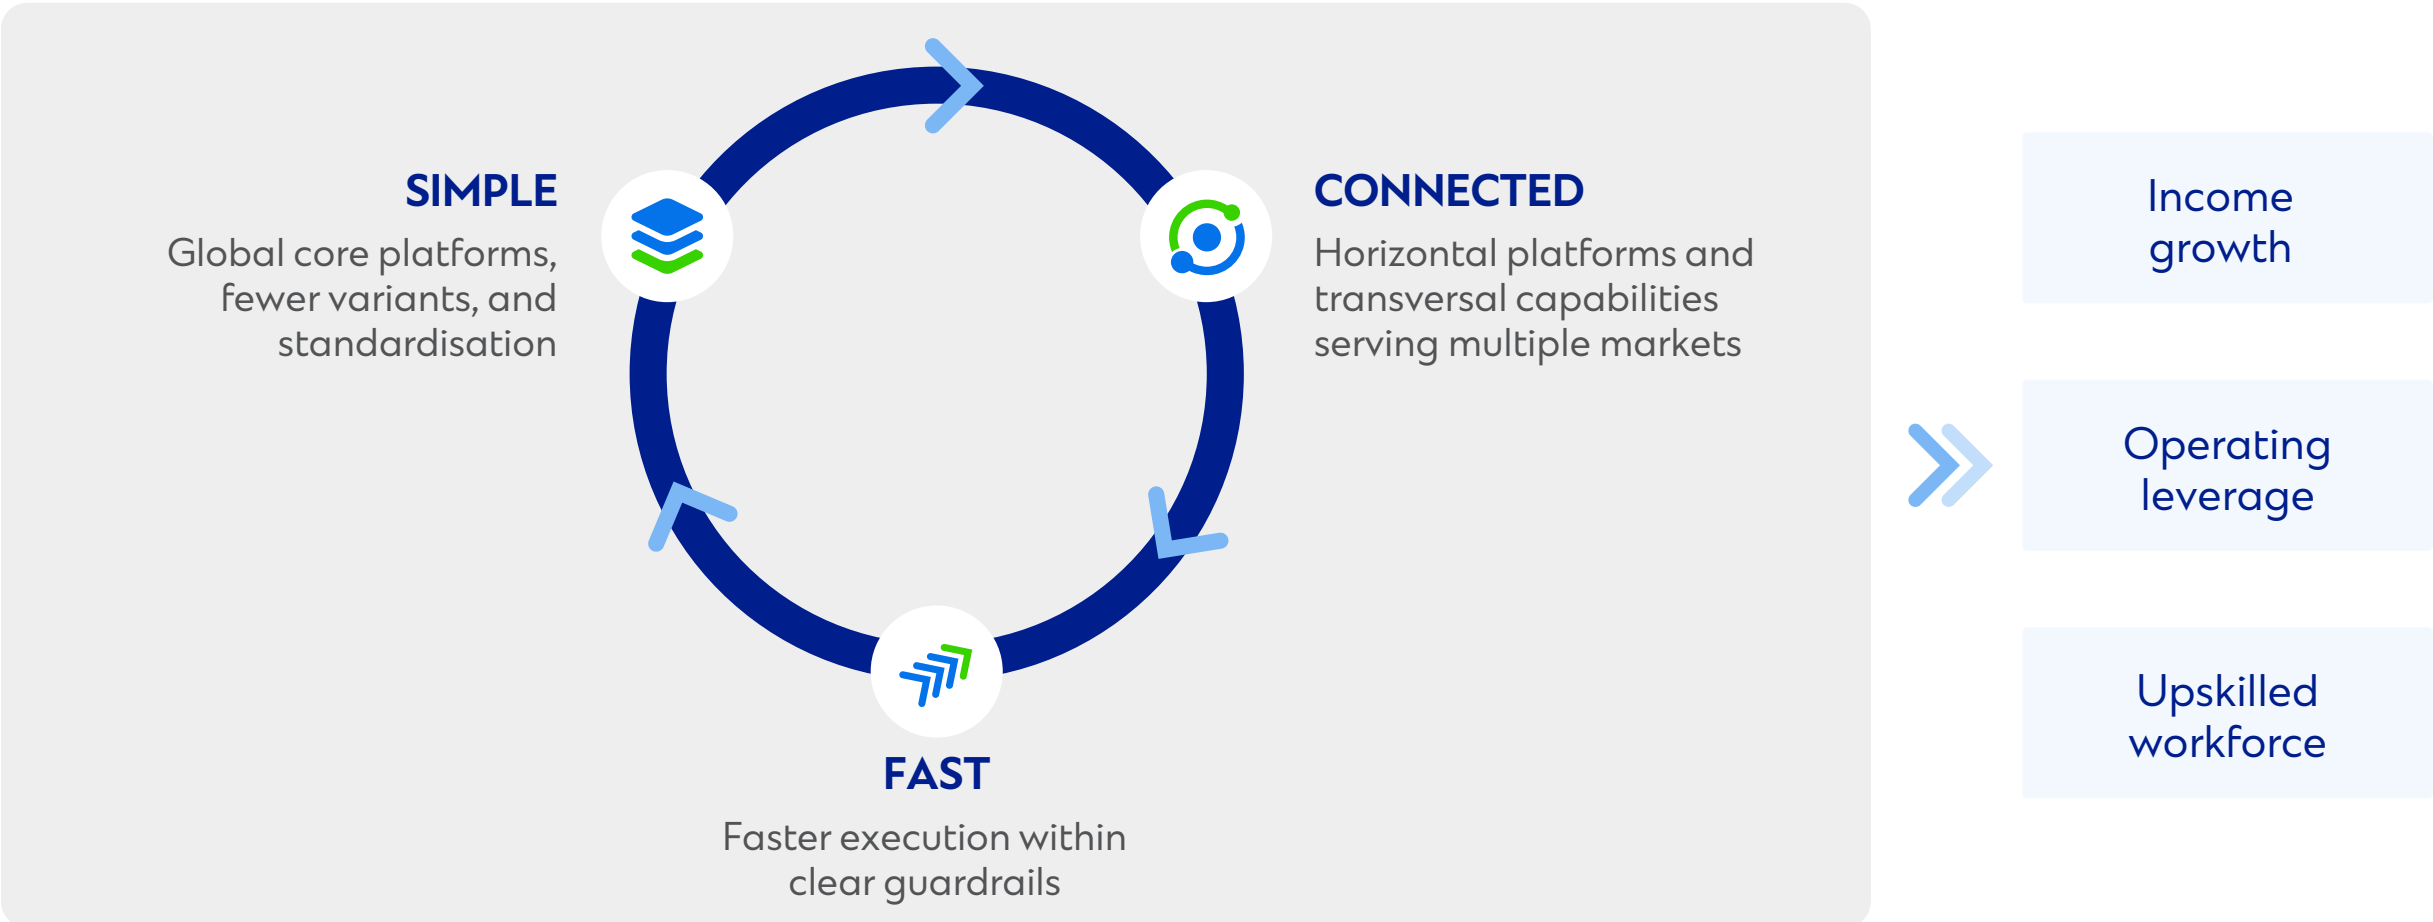 SIMPLE
Global core platforms,
fewer variants, and
standardisation
CONNECTED
Horizontal platforms and
transversal capabilities
serving multiple markets
FAST
Faster execution within
clear guardrails
Income
growth
Operating
leverage
Upskilled
workforce